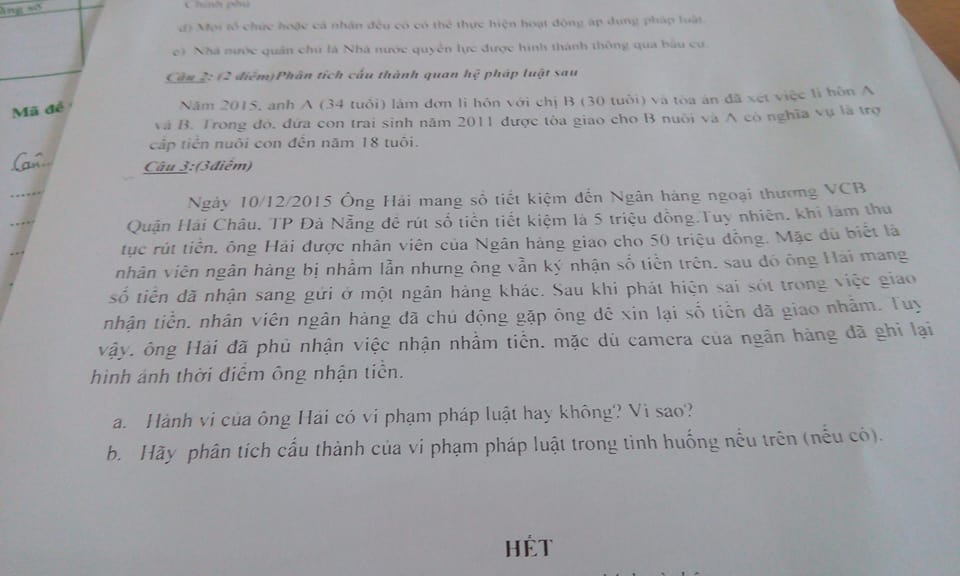 Chính phủ
d) Mọi tổ chức hoặc cá nhân đều có có thể thực hiện hoạt động áp dụng pháp luật.
e) Nhà nước quân chủ là Nhà nước quyền lực được hình thành thông qua bầu cử.
Câu 2: (2 điểm)Phân tích cấu thành quan hệ pháp luật sau
Năm 2015, anh A (34 tuổi) làm đơn li hôn với chị B (30 tuổi) và tòa án đã xét việc li hôn A
Mã đề
và B. Trong đó, đứa con trai sinh năm 2011 được tòa giao cho B nuôi và A có nghĩa vụ là trợ
cấp tiền nuôi con đến năm 18 tuổi.
Câu 3:(3điểm)
Ngày 10/12/2015 Ông Hải mang sổ tiết kiệm đến Ngân hàng ngoại thương VCB
Quận Hải Châu, TP Đà Nẵng để rút số tiền tiết kiệm là 5 triệu đồng.Tuy nhiên, khi làm thủ
tục rút tiền, ông Hải được nhân viên của Ngân hàng giao cho 50 triệu đồng. Mặc dù biết là
nhân viên ngân hàng bị nhầm lẫn nhưng ông vẫn ký nhận số tiền trên, sau đó ông Hải mang
số tiền đã nhận sang gửi ở một ngân hàng khác. Sau khi phát hiện sai sót trong việc giao
nhận tiền, nhân viên ngân hàng đã chủ động gặp ông để xin lại số tiền đã giao nhầm. Tuy
vậy, ông Hải đã phủ nhận việc nhận nhầm tiền, mặc dù camera của ngân hàng đã ghi lại
hình ảnh thời điểm ông nhận tiền.
a. Hành vi của ông Hải có vi phạm pháp luật hay không? Vì sao?
b. Hãy phân tích cấu thành của vi phạm pháp luật trong tình huống nêu trên (nếu có).
HẾT